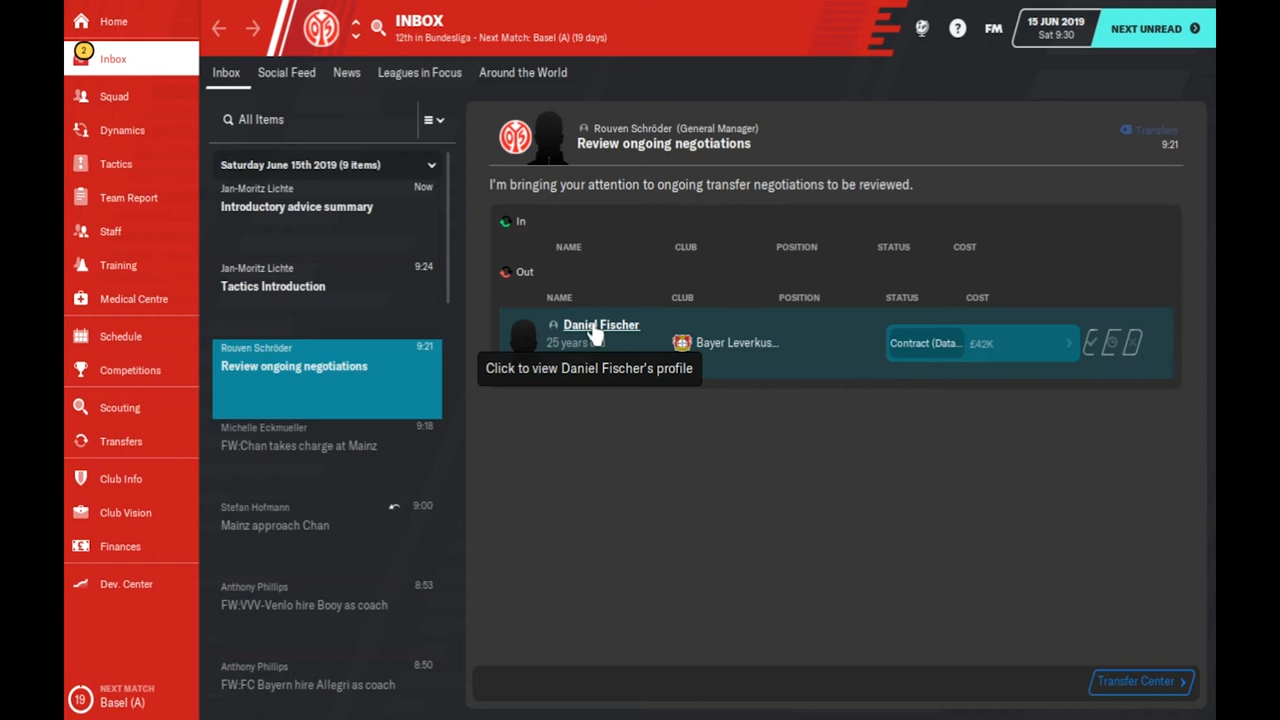 Home
INBOX
12th in Bundesliga - Next Match: Basel (A) (19 days)
FM
15 JUN 2019
Sat 9:30
NEXT UNREAD
2
Inbox
Inbox
Social Feed
News
Leagues in Focus
Around the World
Squad
Dynamics
Tactics
Team Report
Staff
Training
Medical Centre
Schedule
Competitions
Scouting
Transfers
Club Info
Club Vision
Finances
Dev. Center
19
NEXT MATCH
Basel (A)
All Items
Saturday June 15th 2019 (9 items)
Jan-Moritz Lichte Now
Introductory advice summary
Jan-Moritz Lichte 9:24
Tactics Introduction
Rouven Schröder 9:21
Review ongoing negotiations
Michelle Eckmueller 9:18
FW:Chan takes charge at Mainz
Stefan Hofmann 9:00
Mainz approach Chan
Anthony Phillips 8:53
FW:VVV-Venlo hire Booy as coach
Anthony Phillips 8:50
FW:FC Bayern hire Allegri as coach
Rouven Schröder (General Manager)
Review ongoing negotiations
Transfers
9:21
I'm bringing your attention to ongoing transfer negotiations to be reviewed.
In
NAME CLUB POSITION STATUS COST
Out
NAME CLUB POSITION STATUS COST
Daniel Fischer
25 years
Bayer Leverkus...
Contract (Data... £42K
Click to view Daniel Fischer's profile
Transfer Center